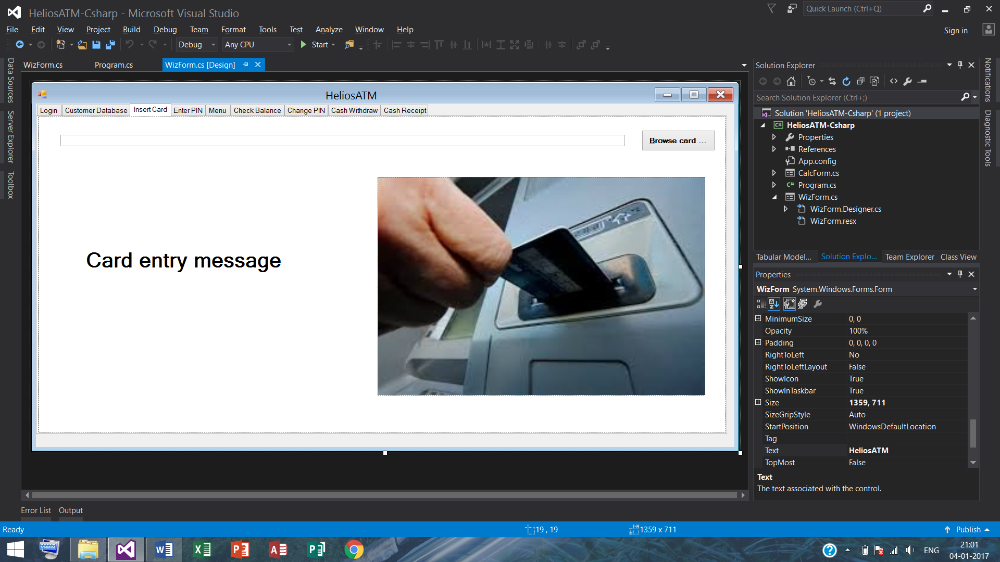 HeliosATM-Csharp - Microsoft Visual Studio
Quick Launch (Ctrl+Q)
File Edit View Project Build Debug Team Format Tools Test Analyze Window Help
Sign in
Debug Any CPU Start
WizForm.cs Program.cs WizForm.cs [Design]
Data Sources
Server Explorer
Toolbox
HeliosATM
Login Customer Database Insert Card Enter PIN Menu Check Balance Change PIN Cash Withdraw Cash Receipt
Browse card ...
Card entry message
Solution Explorer
Search Solution Explorer (Ctrl+;)
Solution 'HeliosATM-Csharp' (1 project)
C# HeliosATM-Csharp
Properties
References
App.config
CalcForm.cs
C# Program.cs
WizForm.cs
WizForm.Designer.cs
WizForm.resx
Tabular Model... Solution Explo... Team Explorer Class View
Notifications
Diagnostic Tools
Properties
WizForm System.Windows.Forms.Form
MinimumSize 0, 0
Opacity 100%
Padding 0, 0, 0, 0
RightToLeft No
RightToLeftLayout False
ShowIcon True
ShowInTaskbar True
Size 1359, 711
SizeGripStyle Auto
StartPosition WindowsDefaultLocation
Tag
Text HeliosATM
TopMost False
Text
The text associated with the control.
Error List Output
Ready 19 , 19 1359 x 711 Publish
ENG 21:01
04-01-2017